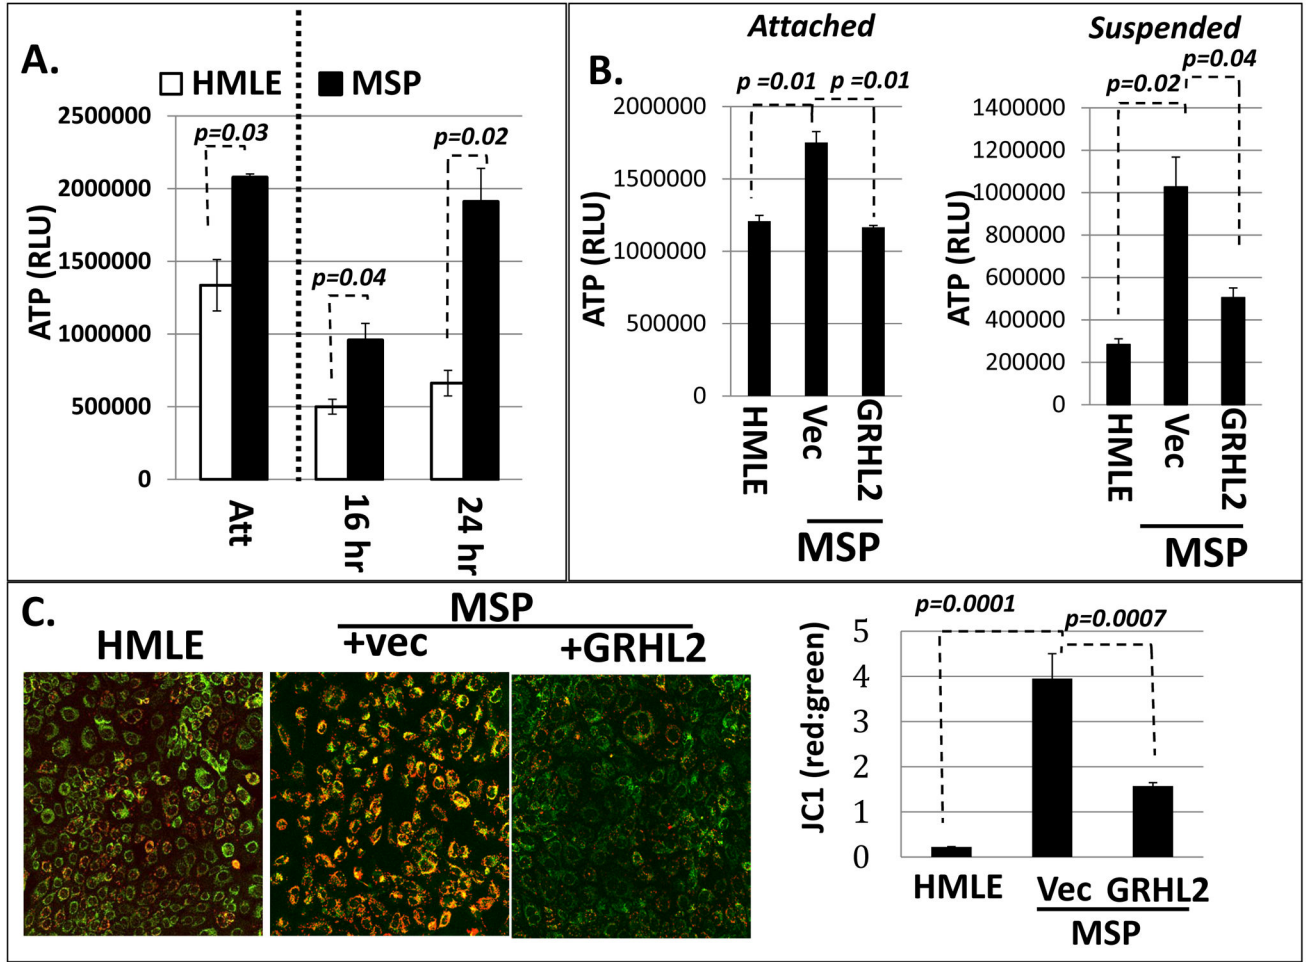 A.
HMLE MSP
2500000
2000000
1500000
1000000
500000
0
ATP (RLU)
p=0.03
p=0.04
p=0.02
Att
16 hr
24 hr
B.
Attached
p =0.01 p =0.01
2000000
1500000
1000000
500000
0
ATP (RLU)
HMLE
Vec
GRHL2
MSP
Suspended
p =0.04
p =0.02
1400000
1200000
1000000
800000
600000
400000
200000
0
ATP (RLU)
HMLE
Vec
GRHL2
MSP
C.
MSP
HMLE +vec +GRHL2
p=0.0001
p=0.0007
5
4
3
2
1
0
JC1 (red:green)
HMLE Vec GRHL2
MSP